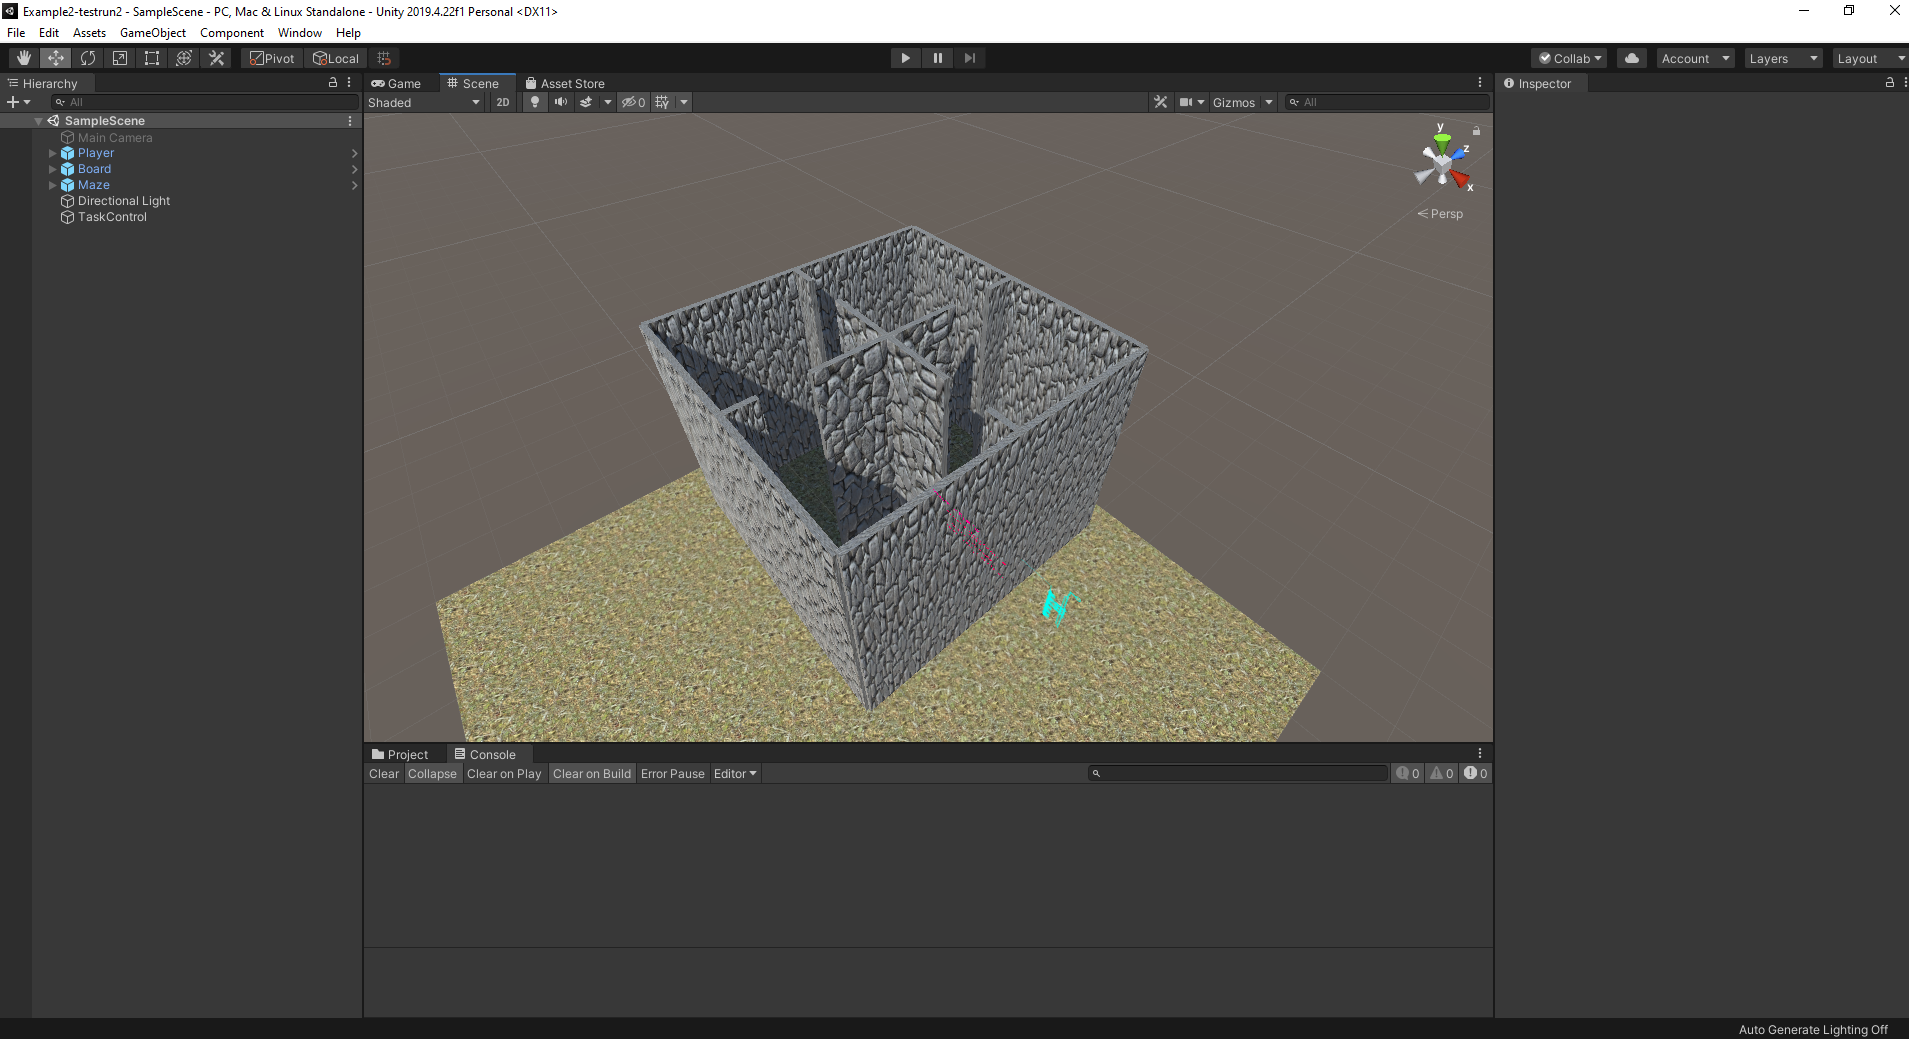 Example2-testrun2 - SampleScene - PC, Mac & Linux Standalone - Unity 2019.4.22f1 Personal <DX11>
File Edit Assets GameObject Component Window Help
Pivot Local Collab Account Layers Layout
Hierarchy
All
SampleScene
Main Camera
Player
Board
Maze
Directional Light
TaskControl
Game Scene Asset Store
Shaded 2D 0 Gizmos All
y
z
x
Persp
Project Console
Clear Collapse Clear on Play Clear on Build Error Pause Editor 0 0 0
Inspector
Auto Generate Lighting Off